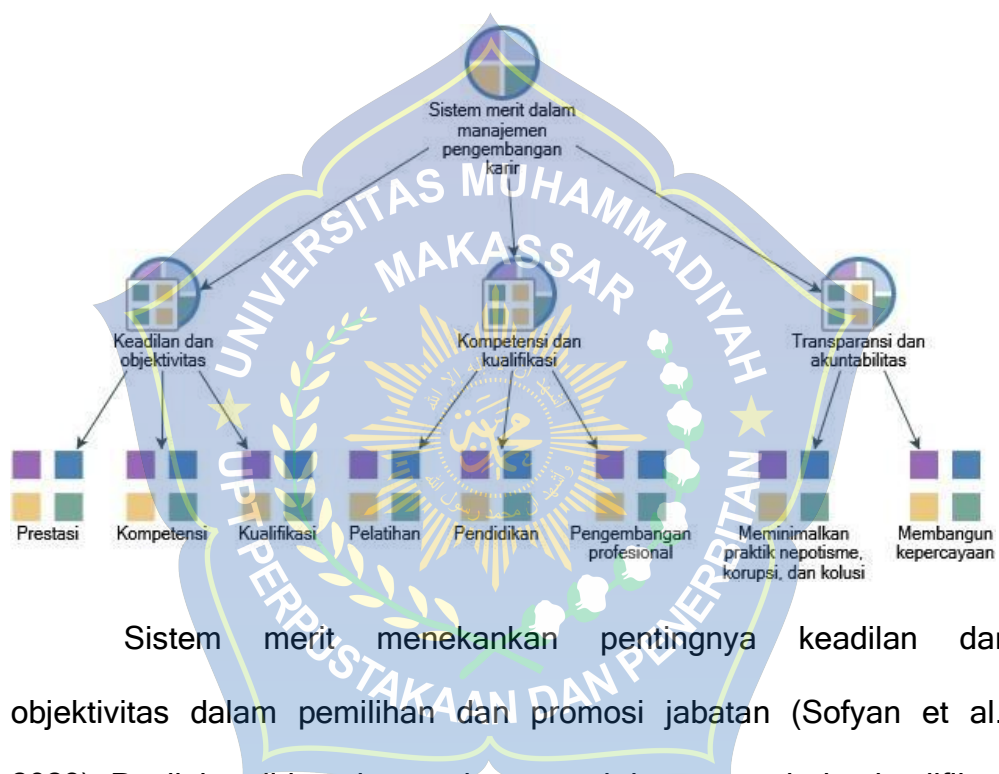 Sistem merit dalam
manajemen
pengembangan
karir
UNIVERSITAS MUHAMMADIYAH
MAKASSAR
Keadilan dan
objektivitas
Kompetensi dan
kualifikasi
Transparansi dan
akuntabilitas
Prestasi
Kompetensi
Kualifikasi
Pelatihan
Pendidikan
Pengembangan
profesional
Meminimalkan
praktik nepotisme,
korupsi, dan kolusi
Membangun
kepercayaan
UPT PERPUSTAKAAN DAN PENERBITAN
Sistem merit menekankan pentingnya keadilan dan
objektivitas dalam pemilihan dan promosi jabatan (Sofyan et al.